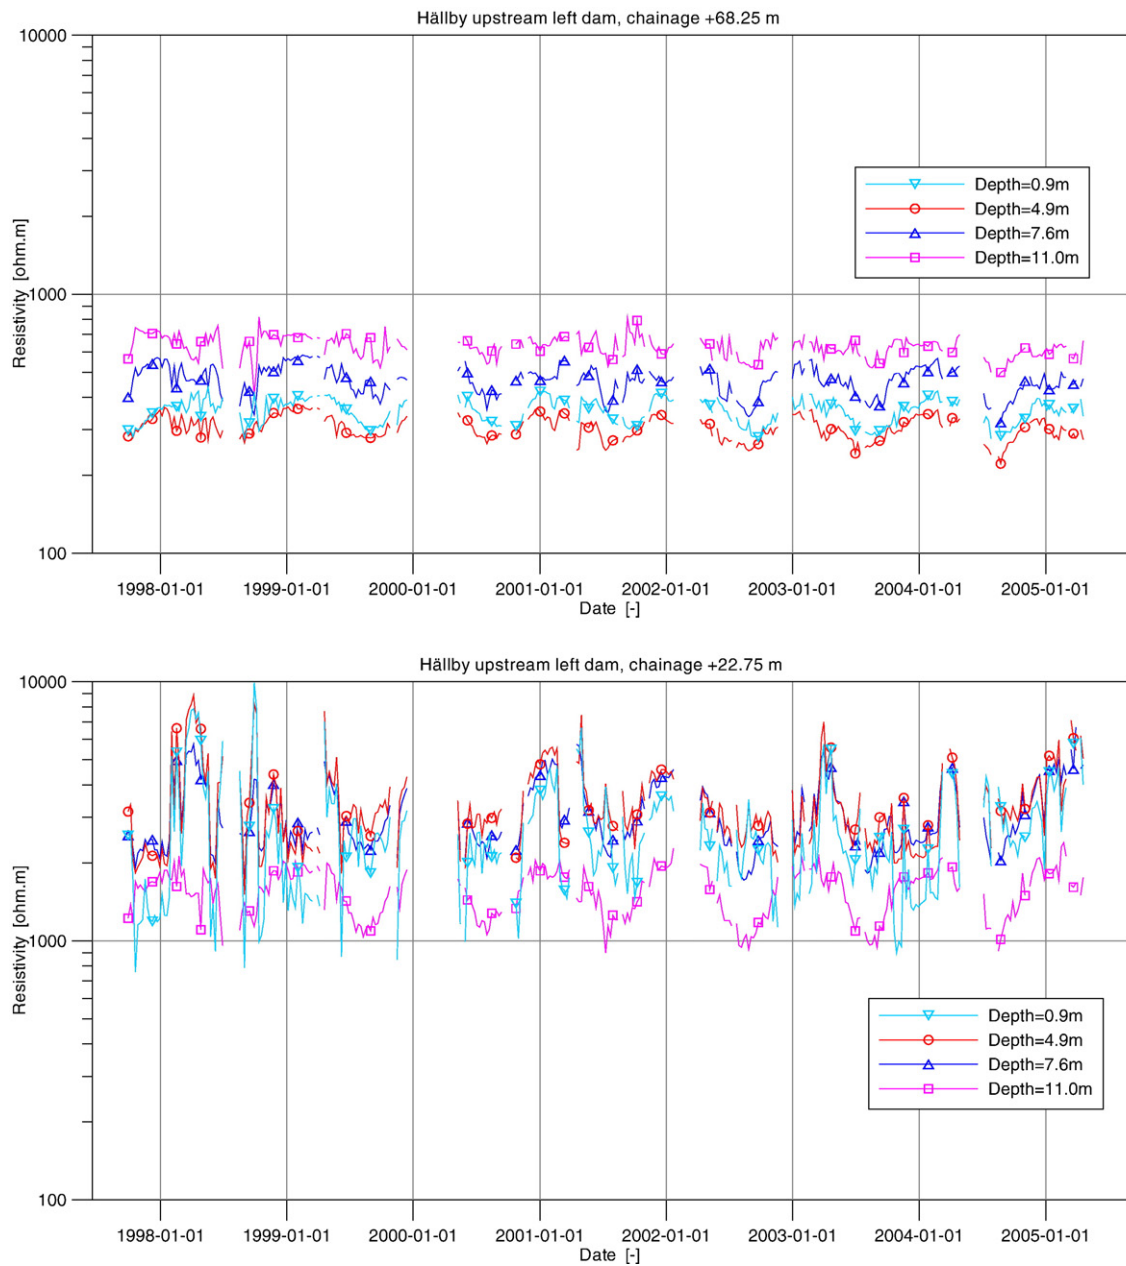 Hällby upstream left dam, chainage +68.25 m
10000
Depth=0.9m
Depth=4.9m
Depth=7.6m
Depth=11.0m
Resistivity [ohm.m]
1000
100
1998-01-01 1999-01-01 2000-01-01 2001-01-01 2002-01-01 2003-01-01 2004-01-01 2005-01-01
Date [-]
Hällby upstream left dam, chainage +22.75 m
10000
Resistivity [ohm.m]
1000
Depth=0.9m
Depth=4.9m
Depth=7.6m
Depth=11.0m
100
1998-01-01 1999-01-01 2000-01-01 2001-01-01 2002-01-01 2003-01-01 2004-01-01 2005-01-01
Date [-]